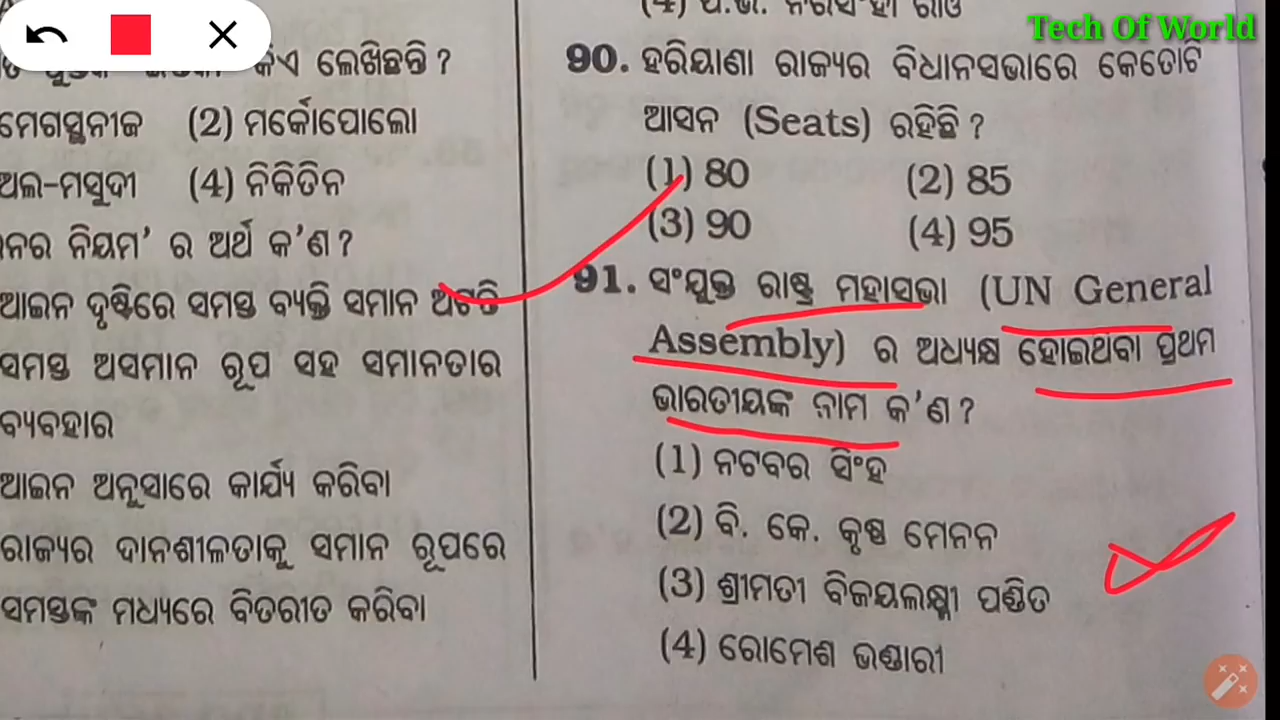 Tech Of World
କିଏ ଲେଖିଛନ୍ତି ?
ମେଗସ୍ଥନୀଜ (2) ମର୍କୋପୋଲୋ
ଅଲ-ମସୁଦୀ (4) ନିକିତିନ
ନିୟମ' ର ଅର୍ଥ କ'ଣ ?
ଆଇନ ଦୃଷ୍ଟିରେ ସମସ୍ତ ବ୍ୟକ୍ତି ସମାନ ଅଟନ୍ତି
ସମସ୍ତ ଅସମାନ ରୂପ ସହ ସମାନତାର
ବ୍ୟବହାର
ଆଇନ ଅନୁସାରେ କାର୍ଯ୍ୟ କରିବା
ରାଜ୍ୟର ଦାନଶୀଳତାକୁ ସମାନ ରୂପରେ
ସମସ୍ତଙ୍କ ମଧ୍ୟରେ ବିତରୀତ କରିବା
90. ହରିୟାଣା ରାଜ୍ୟର ବିଧାନସଭାରେ କେତୋଟି
ଆସନ (Seats) ରହିଛି ?
(1) 80 (2) 85
(3) 90 (4) 95
91. ସଂଯୁକ୍ତ ରାଷ୍ଟ୍ର ମହାସଭା (UN General
Assembly) ର ଅଧ୍ୟକ୍ଷ ହୋଇଥିବା ପ୍ରଥମ
ଭାରତୀୟଙ୍କ ନାମ କ'ଣ ?
(1) ନଟବର ସିଂହ
(2) ବି. କେ. କୃଷ୍ଣ ମେନନ
(3) ଶ୍ରୀମତୀ ବିଜୟଲକ୍ଷ୍ମୀ ପଣ୍ଡିତ
(4) ରୋମେଶ ଭଣ୍ଡାରୀ